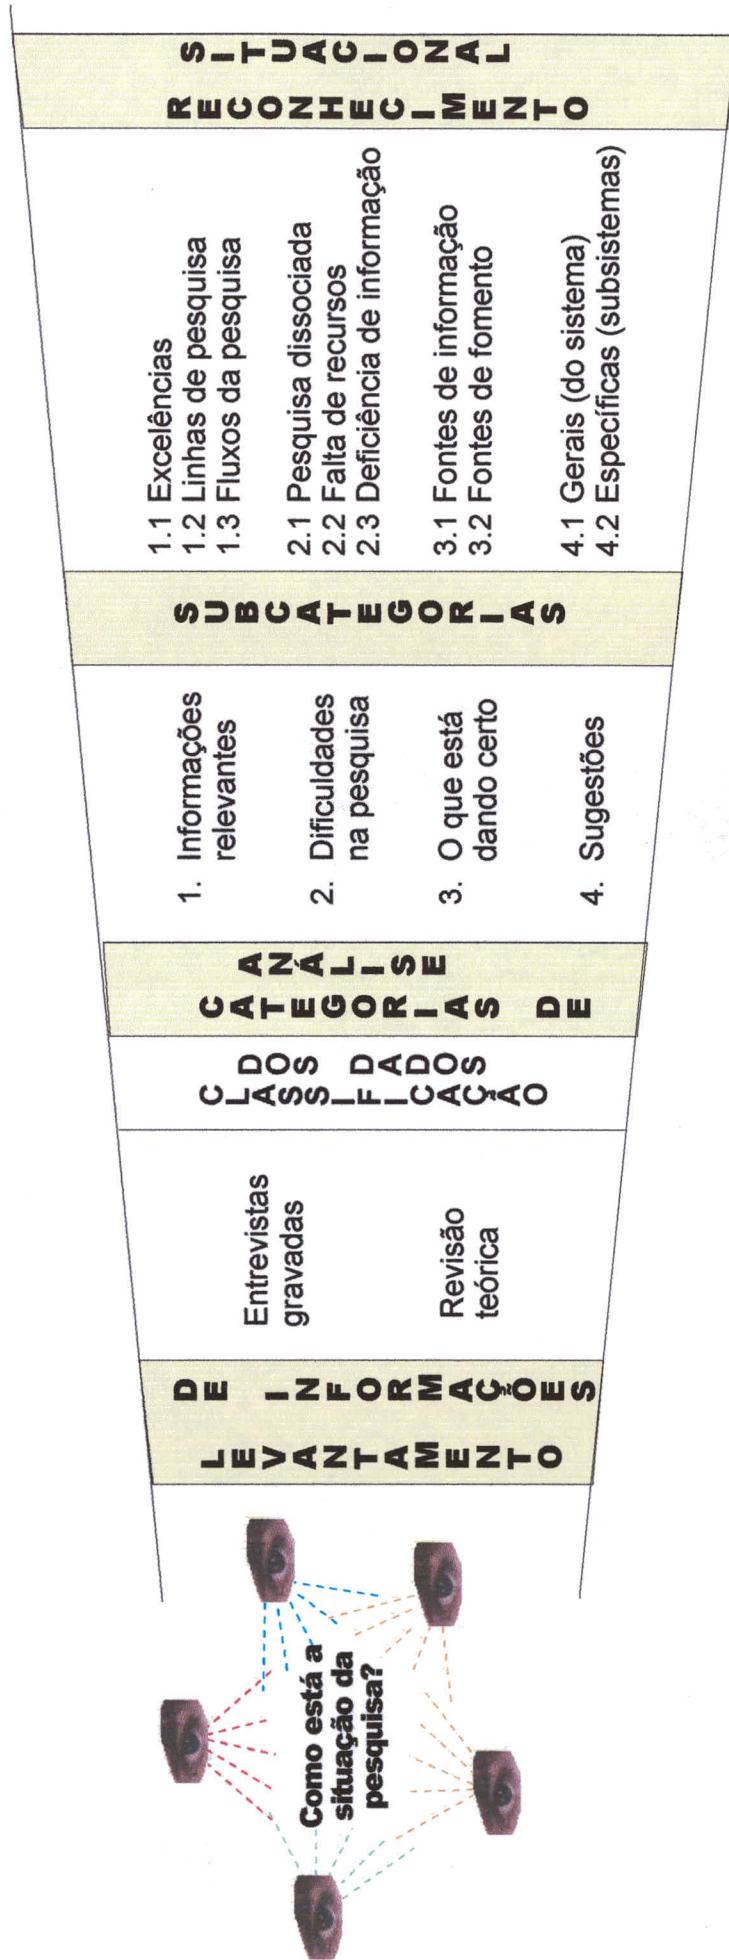 Como está a
situação da
pesquisa?
LEVANTAMENTO
DE INFORMAÇÕES
Entrevistas
gravadas
Revisão
teórica
CLASSIFICAÇÃO
DOS DADOS
CATEGORIAS DE
ANÁLISE
1. Informações
relevantes
2. Dificuldades
na pesquisa
3. O que está
dando certo
4. Sugestões
SUBCATEGORIAS
1.1 Excelências
1.2 Linhas de pesquisa
1.3 Fluxos da pesquisa
2.1 Pesquisa dissociada
2.2 Falta de recursos
2.3 Deficiência de informação
3.1 Fontes de informação
3.2 Fontes de fomento
4.1 Gerais (do sistema)
4.2 Específicas (subsistemas)
RECONHECIMENTO
SITUACIONAL